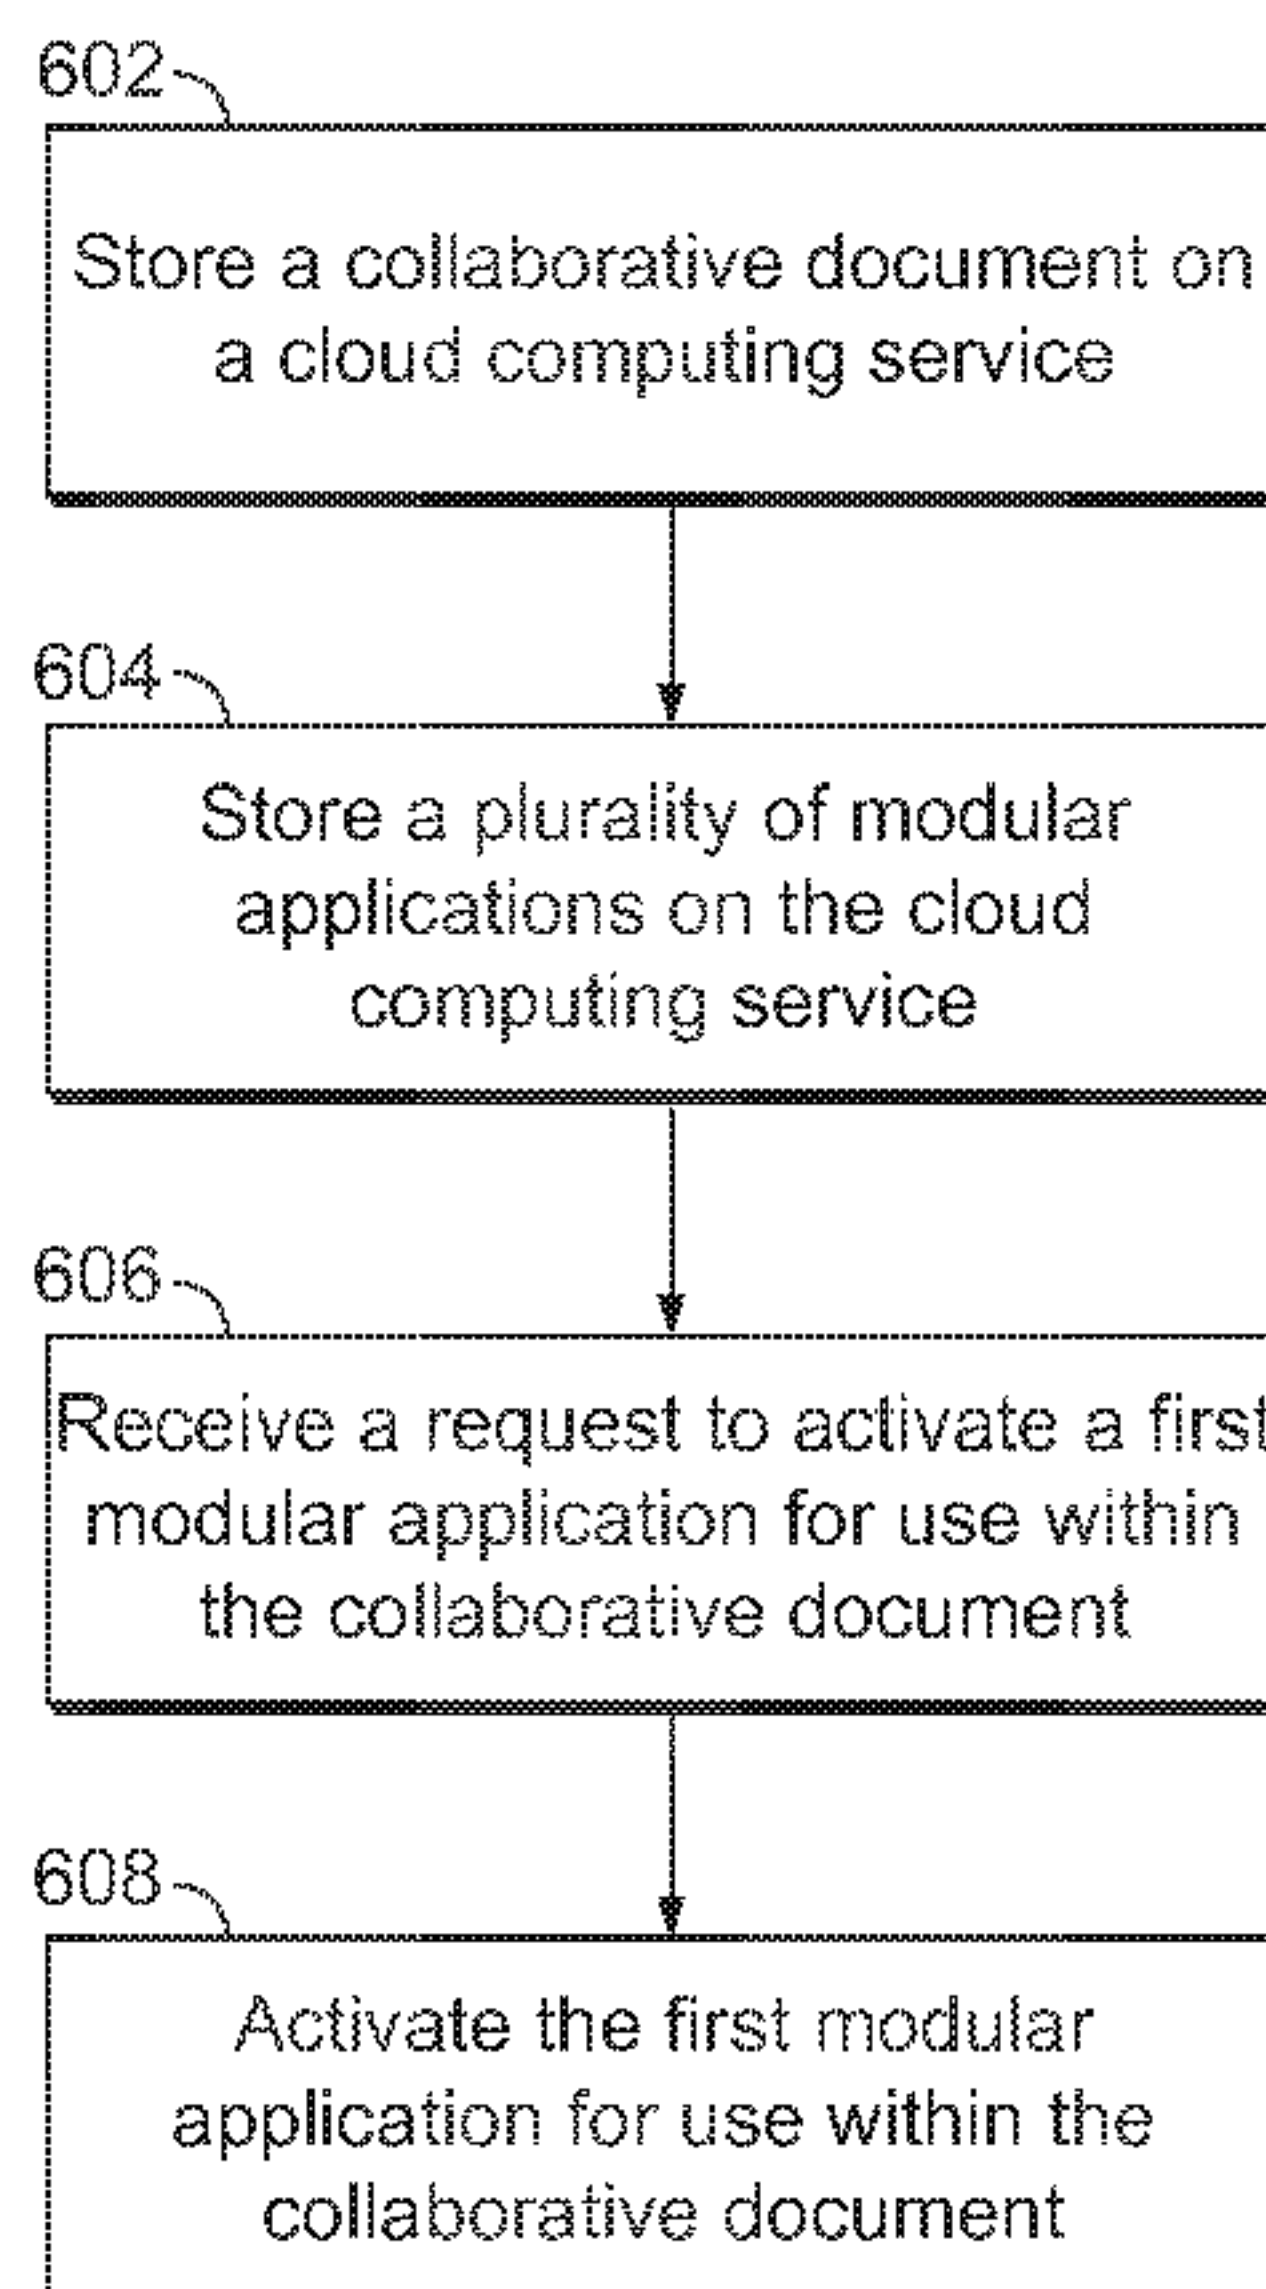 602
Store a collaborative document on
a cloud computing service
604
Store a plurality of modular
applications on the cloud
computing service
606
Receive a request to activate a first
modular application for use within
the collaborative document
608
Activate the first modular
application for use within the
collaborative document